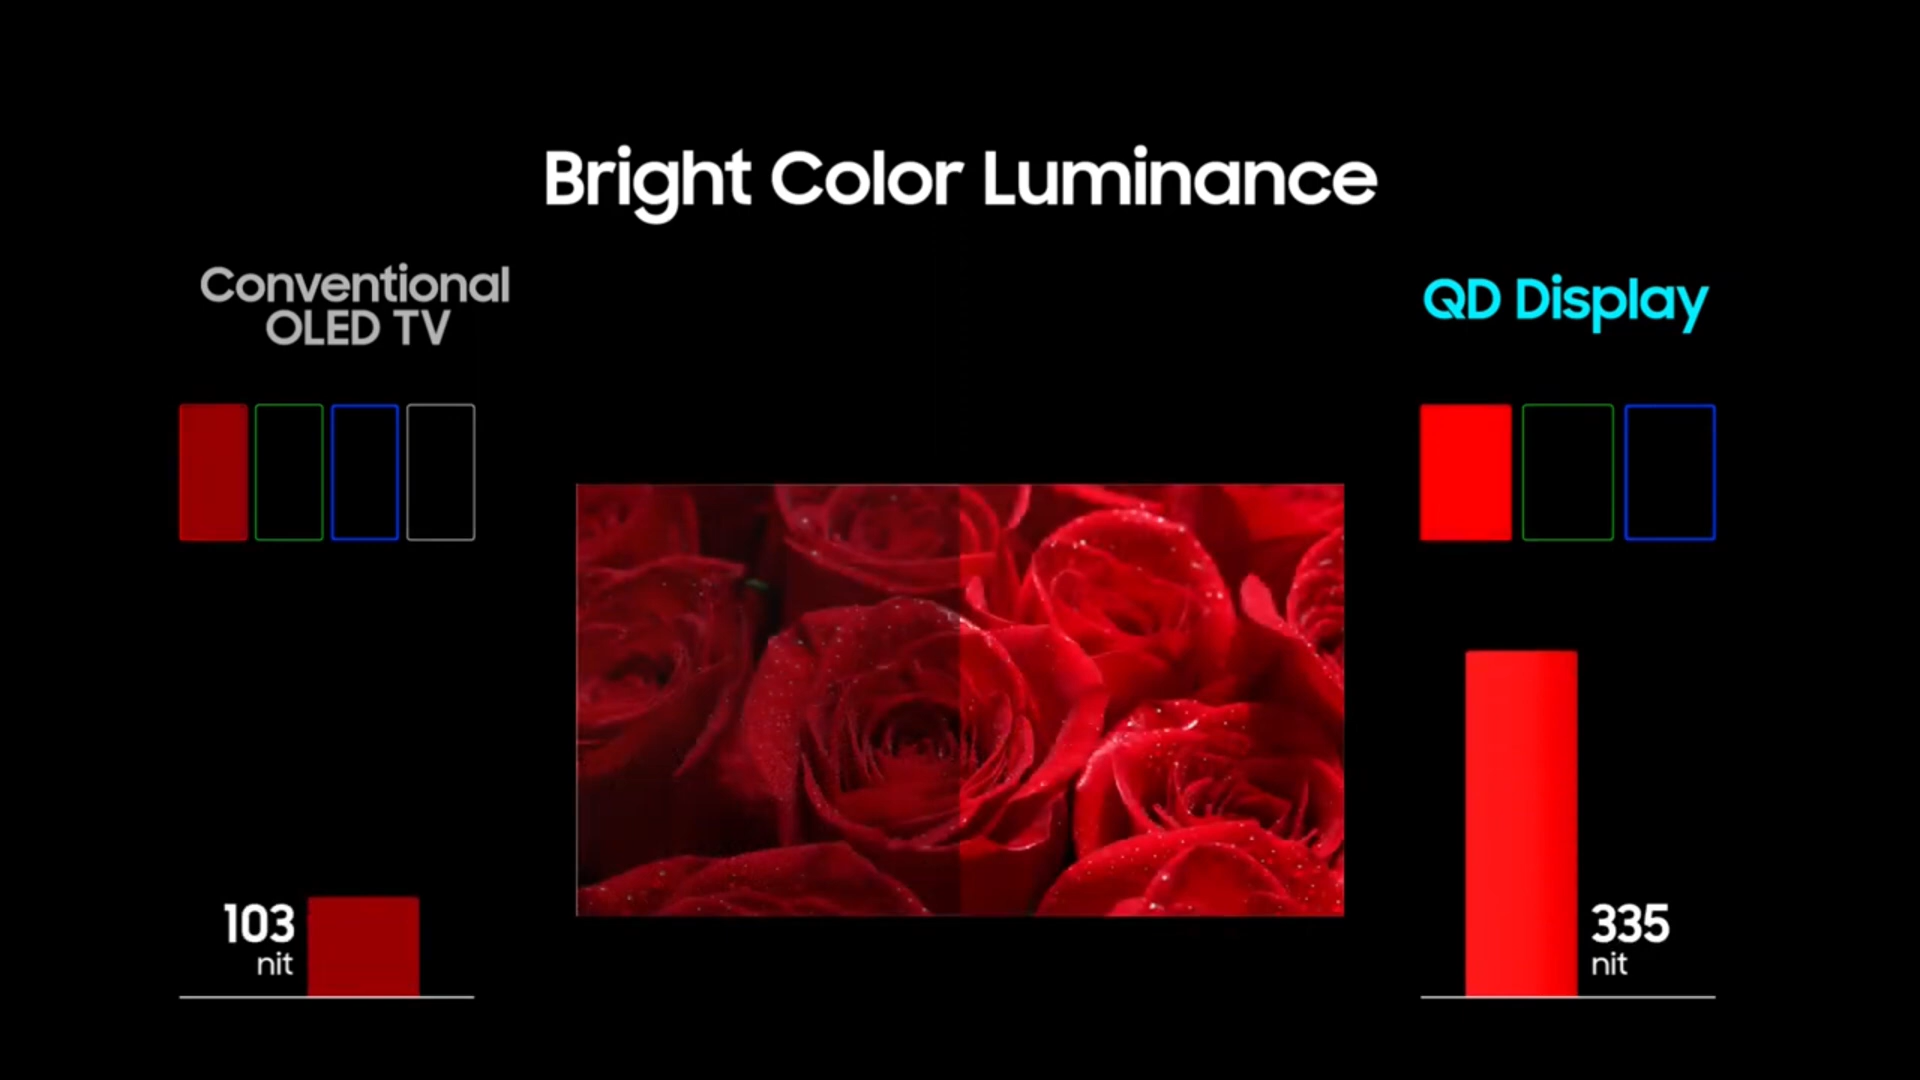 Bright Color Luminance
Conventional
OLED TV
QD Display
103
nit
335
nit